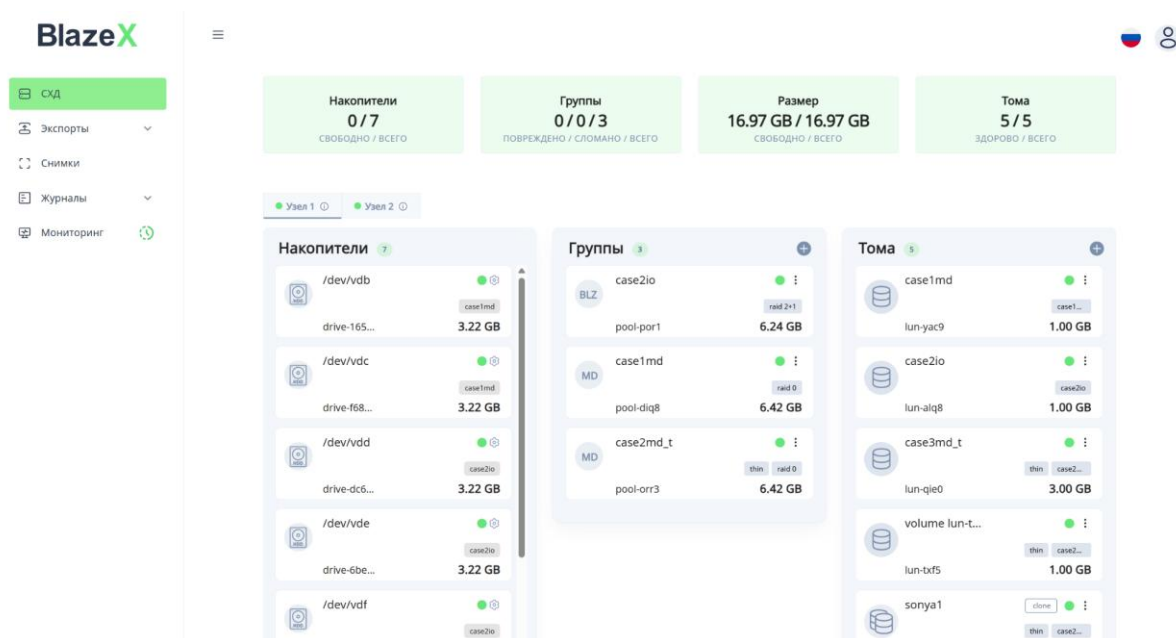 BlazeX
СХД
Экспорты
Снимки
Журналы
Мониторинг
Накопители
0 / 7
СВОБОДНО / ВСЕГО
Группы
0 / 0 / 3
ПОВРЕЖДЕНО / СЛОМАНО / ВСЕГО
Размер
16.97 GB / 16.97 GB
СВОБОДНО / ВСЕГО
Тома
5 / 5
ЗДОРОВО / ВСЕГО
Узел 1
Узел 2
Накопители 7
/dev/vdb
case1md
drive-165... 3.22 GB
/dev/vdc
case1md
drive-f68... 3.22 GB
/dev/vdd
case2io
drive-dc6... 3.22 GB
/dev/vde
case2io
drive-6be... 3.22 GB
/dev/vdf
case2io
Группы 3
BLZ
case2io
raid 2+1
pool-por1 6.24 GB
MD
case1md
raid 0
pool-diq8 6.42 GB
MD
case2md_t
thin raid 0
pool-orr3 6.42 GB
Тома 5
case1md
case1...
lun-yac9 1.00 GB
case2io
case2io
lun-alq8 1.00 GB
case3md_t
thin case2...
lun-qie0 3.00 GB
volume lun-t...
thin case2...
lun-txf5 1.00 GB
sonya1
clone
thin case2...